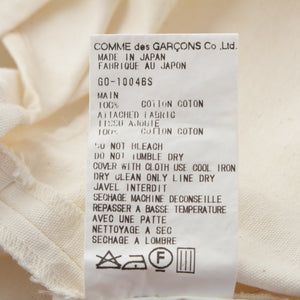 COMME des GARÇONS Co.,Ltd.
MADE IN JAPAN
FABRIQUE AU JAPON
GO-10046S
MAIN
100% COTTON COTON
ATTACHED FABRIC
TISSU AJOUTE
100% COTTON COTON
DO NOT BLEACH
DO NOT TUMBLE DRY
COVER WITH CLOTH USE COOL IRON
DRY CLEAN ONLY LINE DRY
JAVEL INTERDIT
SECHAGE MACHINE DECONSEILLE
REPASSER A BASSE TEMPERATURE
AVEC UNE PATTE
NETTOYAGE A SEC
SECHAGE A LOMBRE
F